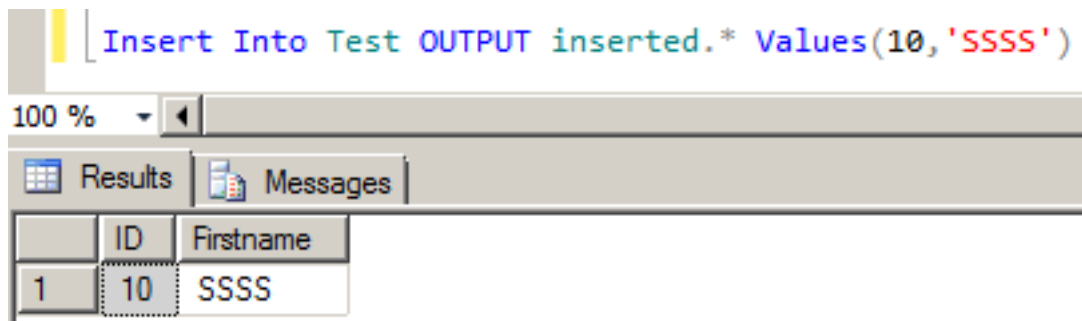 Insert Into Test OUTPUT inserted.* Values(10,'SSSS')
100 %
Results Messages
ID Firstname
1 10 SSSS